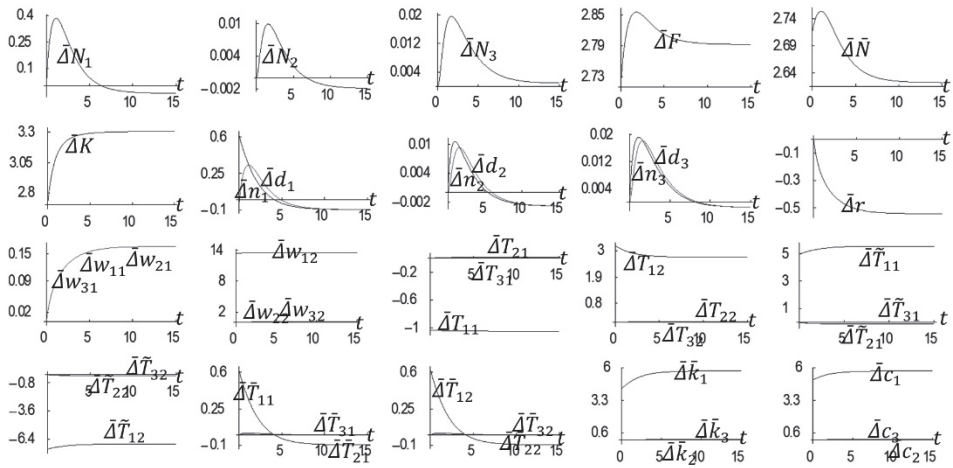 0.4 0.3 0.1 Δ̄N₁ t 5 10 15
0.01 0.004 −0.002 Δ̄N₂ t 5 10 15
0.02 0.012 0.004 Δ̄N₃ t 5 10 15
2.85 2.79 2.73 Δ̄F t 0 5 10 15
2.74 2.69 2.64 Δ̄N̄ t 0 5 10 15
3.3 3.05 2.8 Δ̄K t 0 5 10 15
0.6 0.25 −0.1 Δ̄n₁ Δ̄d₁ t 5 10 15
0.01 0.004 −0.002 Δ̄n₂ Δ̄d₂ t 5 10 15
0.02 0.012 0.004 Δ̄n₃ Δ̄d₃ t 5 10 15
−0.1 −0.3 −0.5 Δ̄r t 5 10 15
0.15 0.09 0.02 Δ̄w₃₁ Δ̄w₁₁ Δ̄w₂₁ t 0 5 10 15
14 8 2 Δ̄w₁₂ Δ̄w₂₂ Δ̄w₃₂ t 0 5 10 15
−0.2 −0.6 −1 Δ̄T₂₁ Δ̄T₃₁ Δ̄T₁₁ t 5 10 15
3 1.9 0.8 Δ̄T₁₂ Δ̄T₂₂ Δ̄T₃₂ t 0 5 10 15
5 3 1 Δ̄T̃₁₁ Δ̄T̃₃₁ Δ̄T̃₂₁ t 0 5 10 15
−0.8 −3.6 −6.4 Δ̄T̃₃₂ Δ̄T̃₂₂ Δ̄T̃₁₂ t 5 10 15
0.6 0.25 −0.1 Δ̄T̄₁₁ Δ̄T̄₃₁ Δ̄T̄₂₁ t 5 10 15
0.6 0.25 −0.1 Δ̄T̄₁₂ Δ̄T̄₃₂ Δ̄T̄₂₂ t 5 10 15
6 3.3 0.6 Δ̄k̄₁ Δ̄k̄₃ Δ̄k̄₂ t 0 5 10 15
6 3.3 0.6 Δ̄c₁ Δ̄c₃ Δ̄c₂ t 0 5 10 15